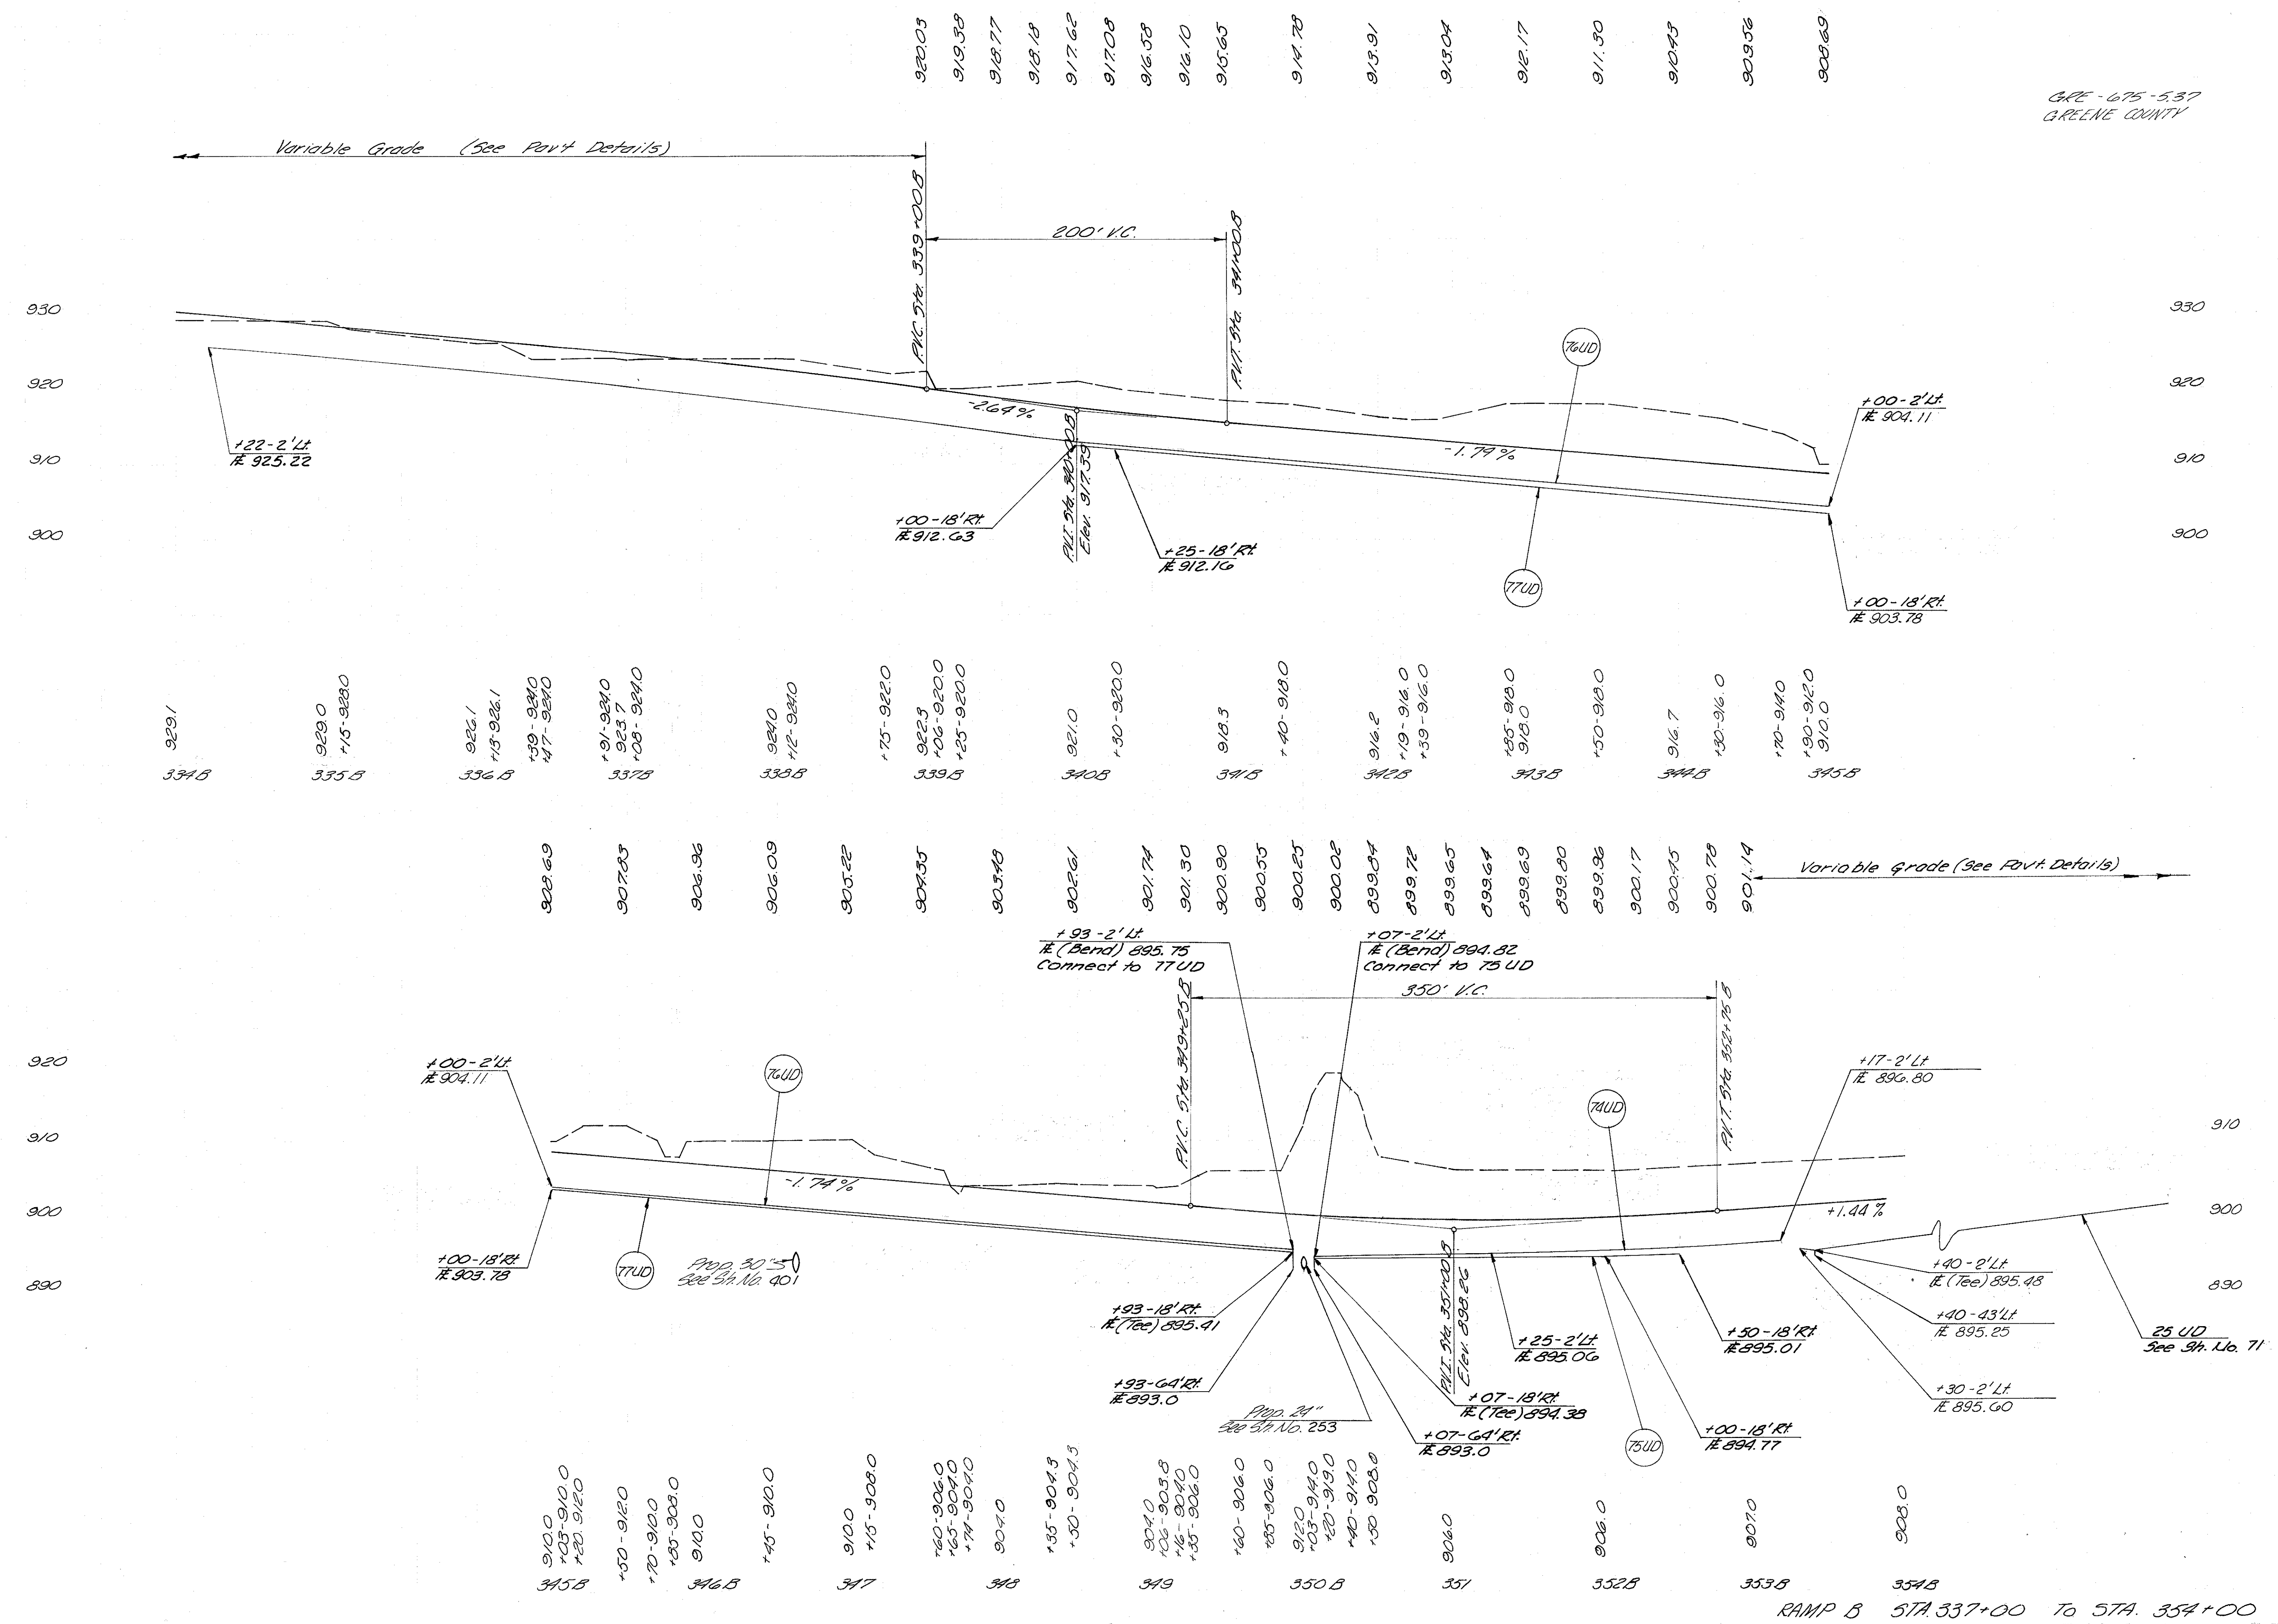 920.03
919.38
918.77
918.18
917.62
917.08
916.58
916.10
915.65
914.78
913.91
913.04
912.17
911.30
910.43
909.56
908.69
GRE-675-5.37
GREENE COUNTY
Variable Grade (See Pav't Details)
P.V.C. Sta. 339+00B
200' V.C.
P.V.T. Sta. 341+00B
930
930
920
920
910
910
900
900
76UD
-2.64%
-1.74%
+00-2'Lt.
904.11
+22-2'Lt.
925.22
P.V.I. Sta. 340+00B
Elev. 917.39
+00-18'Rt.
912.63
+25-18'Rt.
912.16
77UD
+00-18'Rt.
903.78
929.1
929.0
+15-928.0
926.1
+18-926.1
+39-924.0
+47-924.0
+91-924.0
923.7
+08-924.0
924.0
+12-924.0
+75-922.0
922.3
+06-920.0
+25-920.0
921.0
+30-920.0
918.3
+40-918.0
916.2
+19-916.0
+39-916.0
+85-918.0
918.0
+50-918.0
916.7
+30-916.0
+70-914.0
+90-912.0
910.0
334B
335B
336B
337B
338B
339B
340B
341B
342B
343B
344B
345B
908.69
907.83
906.96
906.09
905.22
904.35
903.48
902.61
901.74
901.30
900.90
900.55
900.25
900.02
899.84
899.72
899.65
899.64
899.69
899.80
899.96
900.17
900.45
900.78
901.14
Variable Grade (See Pavt. Details)
+93-2'Lt.
(Bend) 895.75
Connect to 77UD
+07-2'Lt.
(Bend) 894.82
Connect to 75UD
350' V.C.
P.V.C. Sta. 349+25B
P.V.T. Sta. 352+75B
920
910
910
900
900
890
890
+00-2'Lt.
904.11
76UD
74UD
+17-2'Lt.
896.80
-1.74%
+1.44%
+00-18'Rt.
903.78
77UD
Prop. 30"
See Sh. No. 401
+93-18'Rt.
(Tee) 895.41
+93-64'Rt.
893.0
Prop. 24"
See Sh. No. 253
P.V.I. Sta. 351+00B
Elev. 898.26
+25-2'Lt.
895.06
+07-18'Rt.
(Tee) 894.38
+07-64'Rt.
893.0
75UD
+50-18'Rt.
895.01
+00-18'Rt.
894.77
+40-2'Lt.
(Tee) 895.48
+40-43'Lt.
895.25
+30-2'Lt.
895.60
25 UD
See Sh. No. 71
910.0
+03-910.0
+20.912.0
+50-912.0
+70-910.0
+85-908.0
910.0
+45-910.0
910.0
+15-908.0
+60-906.0
+65-904.0
+74-904.0
904.0
+35-904.3
+50-904.3
904.0
+06-903.8
+16-904.0
+35-906.0
+60-906.0
+85-906.0
912.0
+03-914.0
+20-919.0
+40-914.0
+50 908.0
906.0
906.0
907.0
908.0
345B
346B
347
348
349
350B
351
352B
353B
354B
RAMP B STA. 337+00 To STA. 354+00